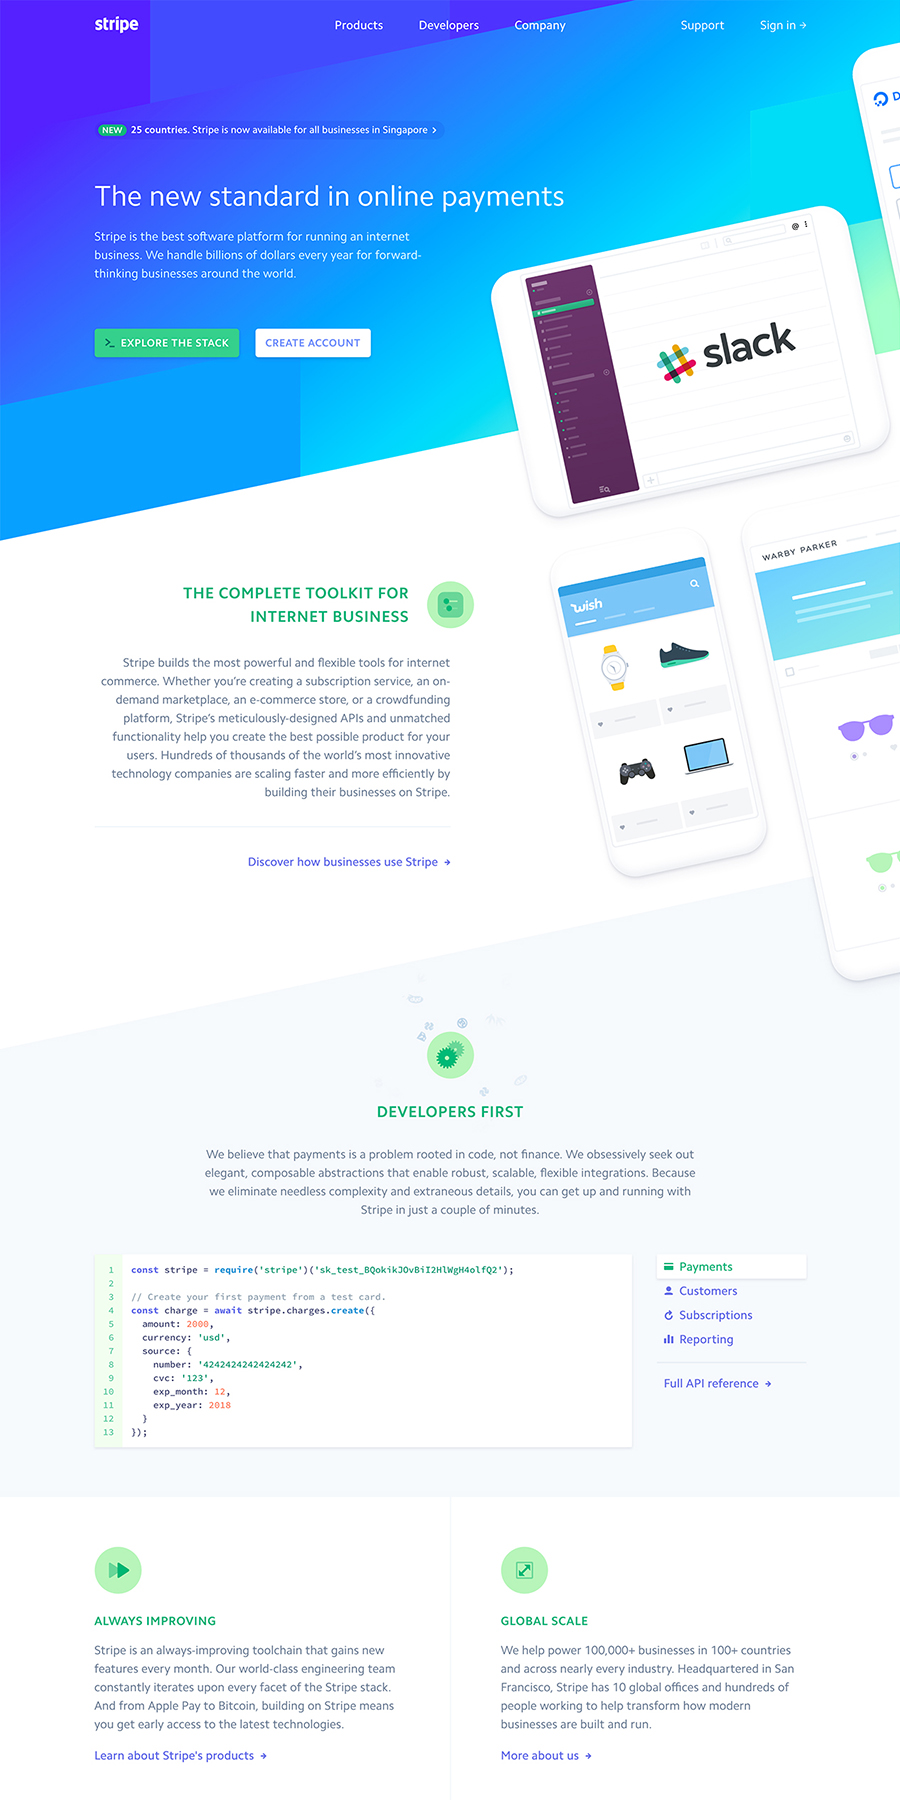 stripe
Products Developers Company Support Sign in →
NEW 25 countries. Stripe is now available for all businesses in Singapore >
The new standard in online payments
Stripe is the best software platform for running an internet
business. We handle billions of dollars every year for forward-
thinking businesses around the world.
>_ EXPLORE THE STACK CREATE ACCOUNT
D
@
slack
WARBY PARKER
wish
THE COMPLETE TOOLKIT FOR
INTERNET BUSINESS
Stripe builds the most powerful and flexible tools for internet
commerce. Whether you're creating a subscription service, an on-
demand marketplace, an e-commerce store, or a crowdfunding
platform, Stripe's meticulously-designed APIs and unmatched
functionality help you create the best possible product for your
users. Hundreds of thousands of the world's most innovative
technology companies are scaling faster and more efficiently by
building their businesses on Stripe.
Discover how businesses use Stripe →
DEVELOPERS FIRST
We believe that payments is a problem rooted in code, not finance. We obsessively seek out
elegant, composable abstractions that enable robust, scalable, flexible integrations. Because
we eliminate needless complexity and extraneous details, you can get up and running with
Stripe in just a couple of minutes.
1 const stripe = require('stripe')('sk_test_BQokikJOvBiI2HlWgH4olfQ2');
2
3 // Create your first payment from a test card.
4 const charge = await stripe.charges.create({
5 amount: 2000,
6 currency: 'usd',
7 source: {
8 number: '4242424242424242',
9 cvc: '123',
10 exp_month: 12,
11 exp_year: 2018
12 }
13 });
Payments
Customers
Subscriptions
Reporting
Full API reference →
ALWAYS IMPROVING
Stripe is an always-improving toolchain that gains new
features every month. Our world-class engineering team
constantly iterates upon every facet of the Stripe stack.
And from Apple Pay to Bitcoin, building on Stripe means
you get early access to the latest technologies.
Learn about Stripe's products →
GLOBAL SCALE
We help power 100,000+ businesses in 100+ countries
and across nearly every industry. Headquartered in San
Francisco, Stripe has 10 global offices and hundreds of
people working to help transform how modern
businesses are built and run.
More about us →